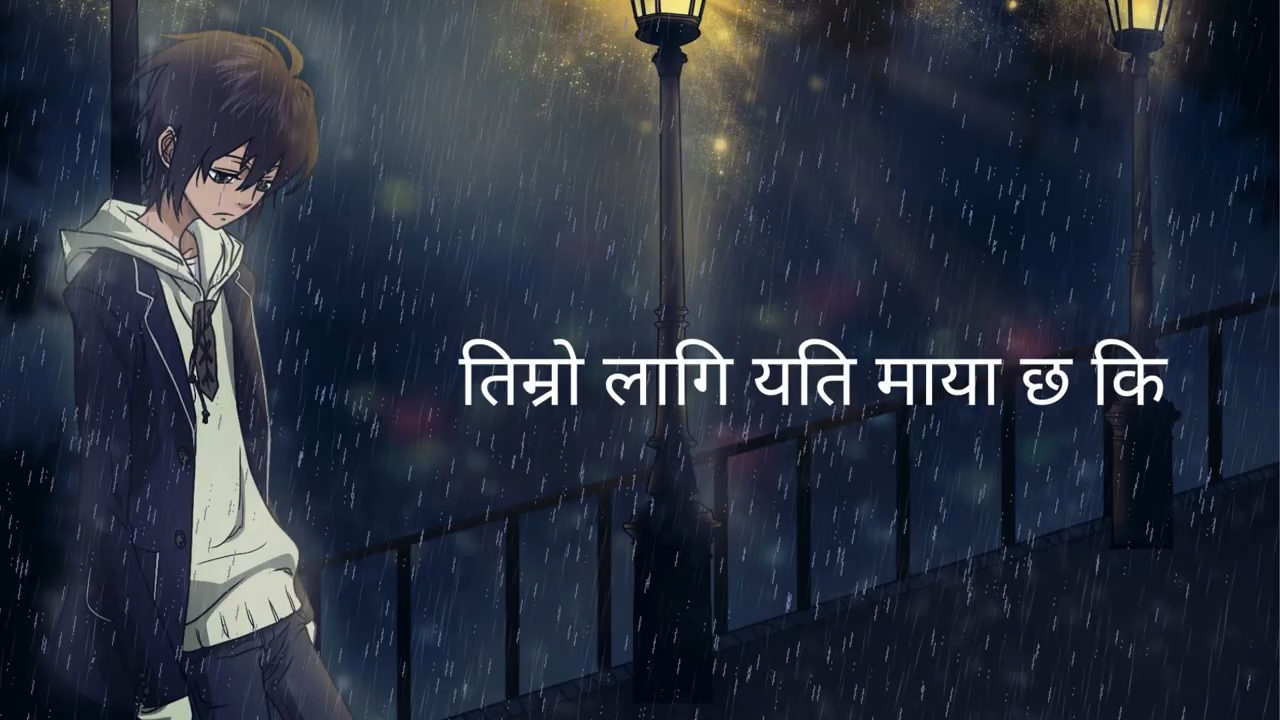 तिम्रो लागि यति माया छ कि